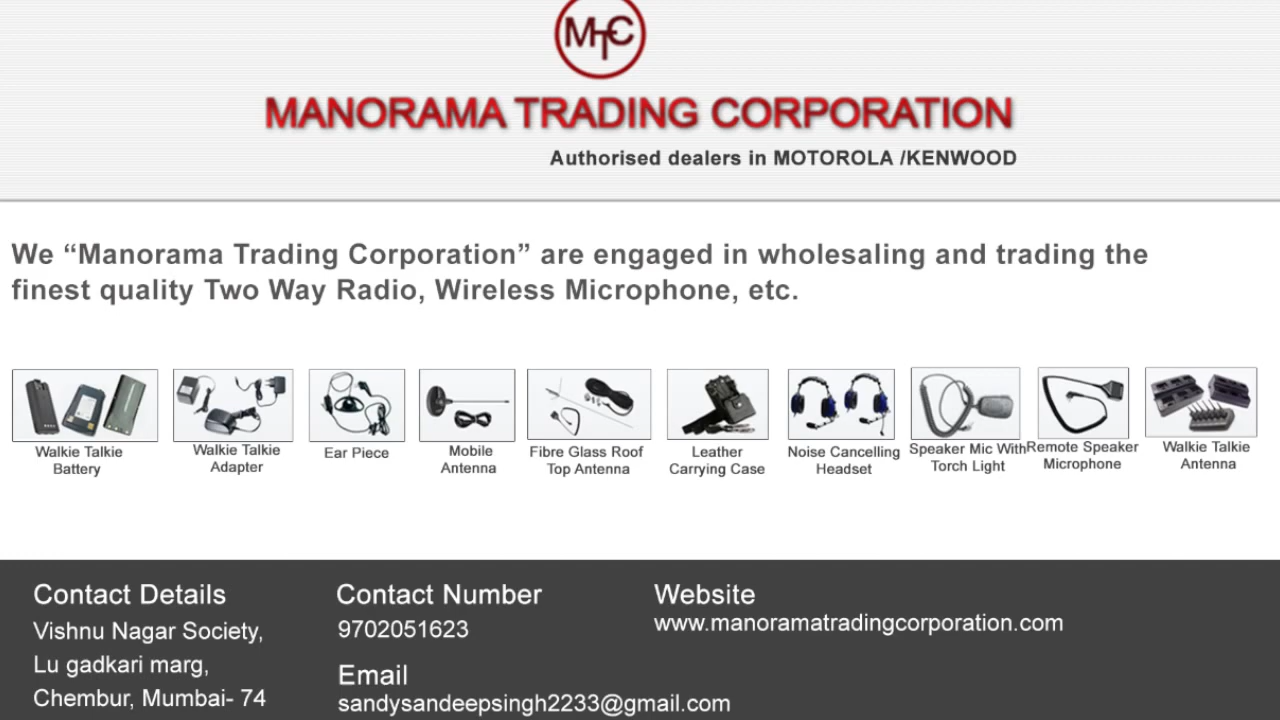 MTC
MANORAMA TRADING CORPORATION
Authorised dealers in MOTOROLA /KENWOOD
We “Manorama Trading Corporation” are engaged in wholesaling and trading the
finest quality Two Way Radio, Wireless Microphone, etc.
Walkie Talkie
Battery
Walkie Talkie
Adapter
Ear Piece
Mobile
Antenna
Fibre Glass Roof
Top Antenna
Leather
Carrying Case
Noise Cancelling
Headset
Speaker Mic With
Torch Light
Remote Speaker
Microphone
Walkie Talkie
Antenna
Contact Details
Vishnu Nagar Society,
Lu gadkari marg,
Chembur, Mumbai- 74
Contact Number
9702051623
Email
sandysandeepsingh2233@gmail.com
Website
www.manoramatradingcorporation.com